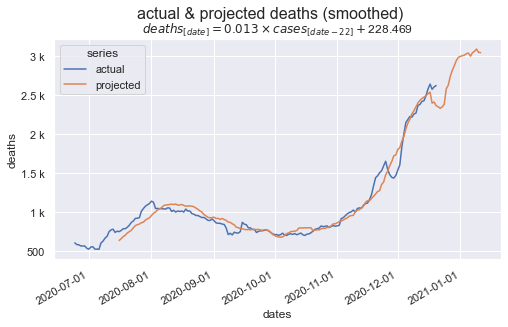 actual & projected deaths (smoothed)
deaths[date] = 0.013 × cases[date−22] + 228.469
series
actual
projected
3 k
2.5 k
2 k
1.5 k
1 k
500
deaths
2020-07-01
2020-08-01
2020-09-01
2020-10-01
2020-11-01
2020-12-01
2021-01-01
dates